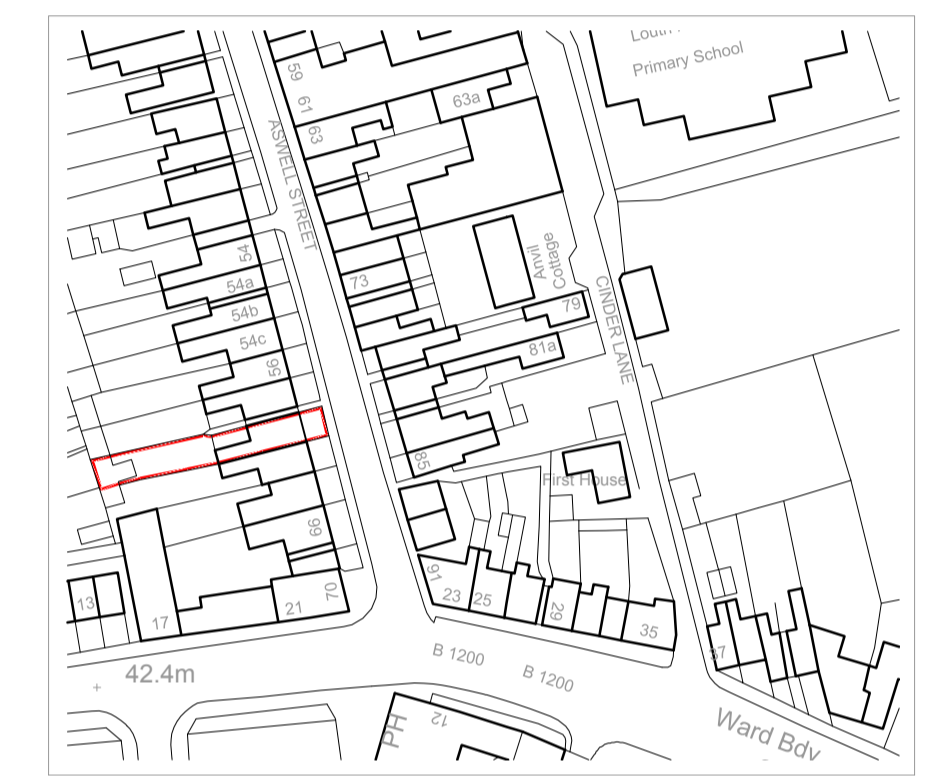 Primary School
59
61
63
63a
ASWELL STREET
54
54a
54b
54c
56
73
Anvil
Cottage
79
81a
CINDER LANE
85
First House
66
70
91
13
17
21
23
25
29
35
37
42.4m
B 1200
B 1200
PH
12
Ward Bdy